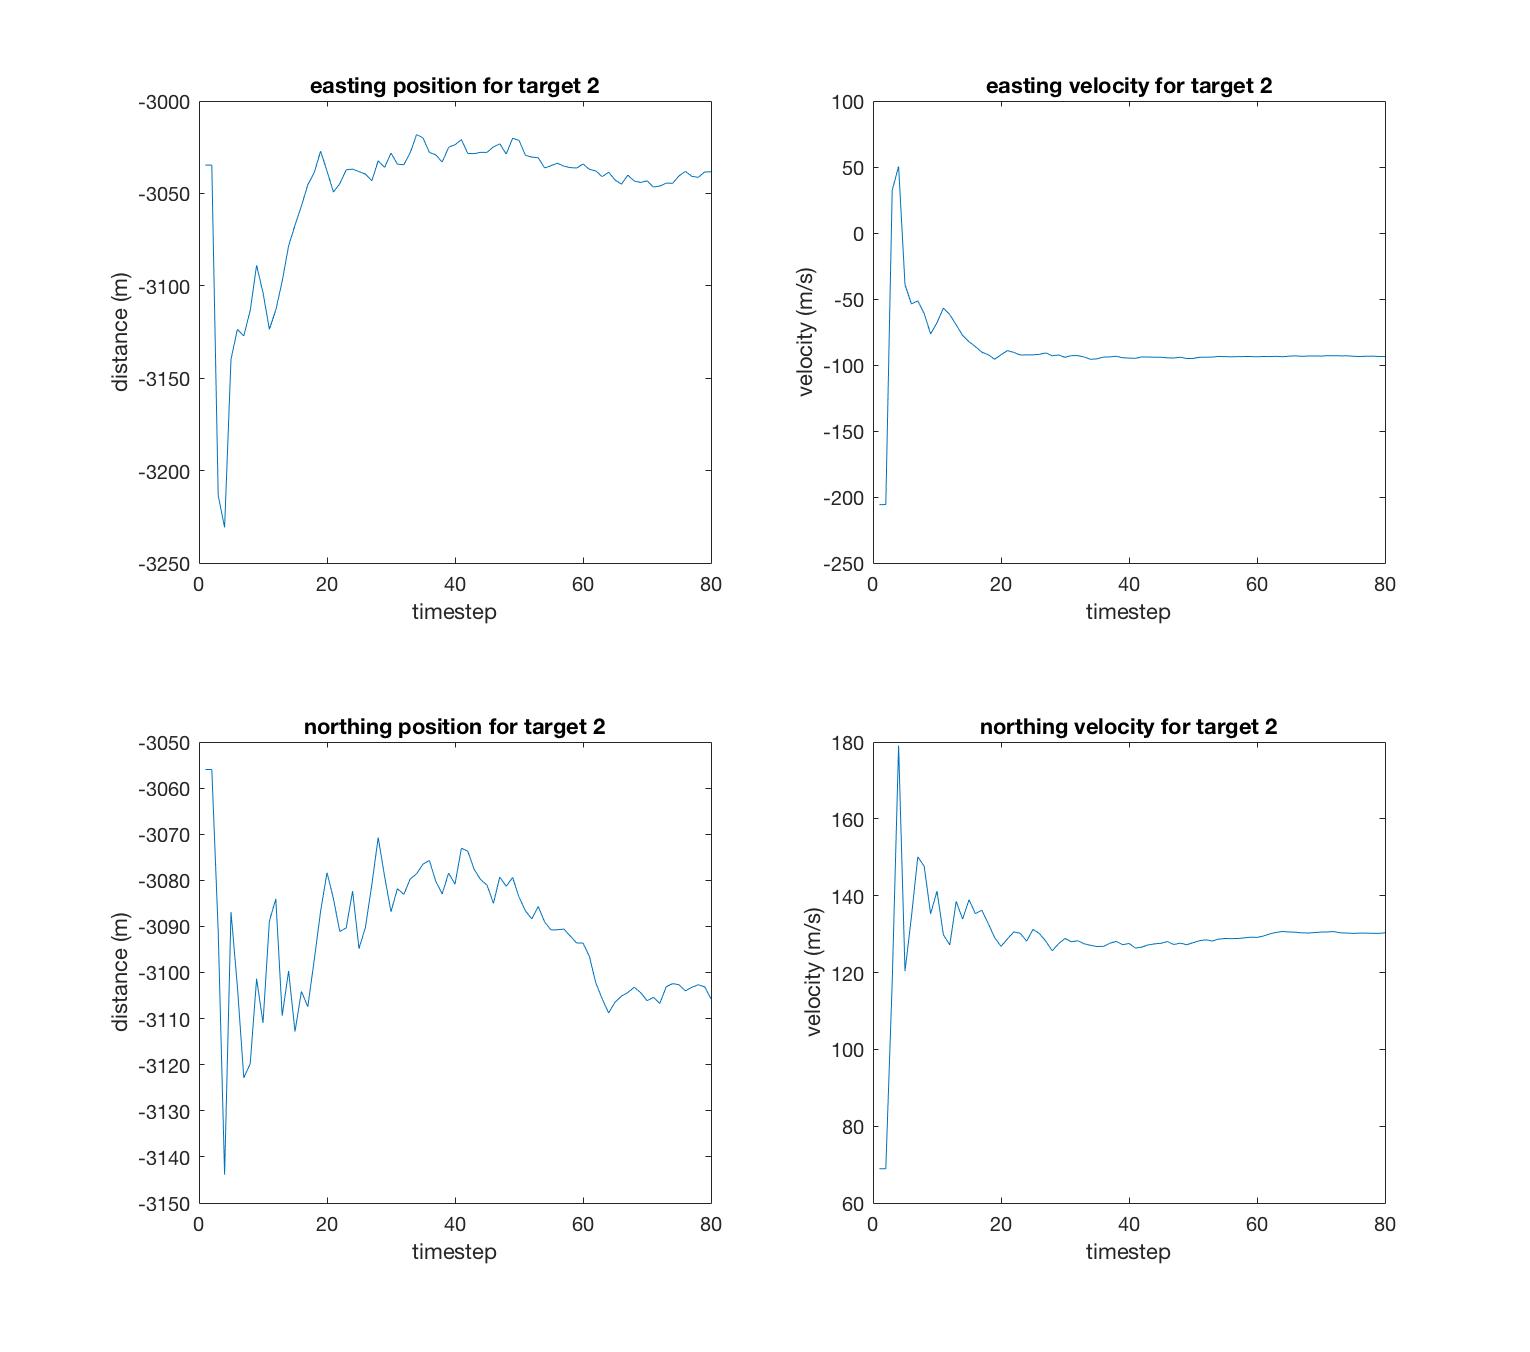 easting position for target 2
-3000
-3050
-3100
-3150
-3200
-3250
distance (m)
0 20 40 60 80
timestep
easting velocity for target 2
100
50
0
-50
-100
-150
-200
-250
velocity (m/s)
0 20 40 60 80
timestep
northing position for target 2
-3050
-3060
-3070
-3080
-3090
-3100
-3110
-3120
-3130
-3140
-3150
distance (m)
0 20 40 60 80
timestep
northing velocity for target 2
180
160
140
120
100
80
60
velocity (m/s)
0 20 40 60 80
timestep